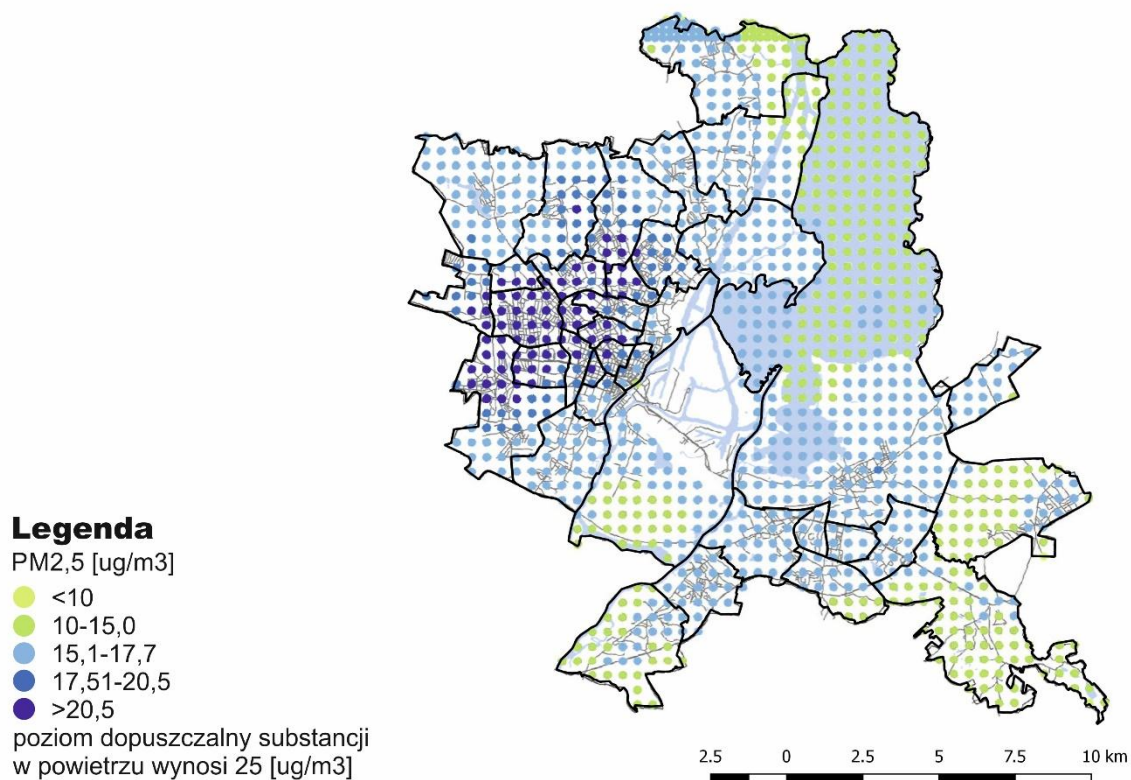 Legenda
PM2,5 [ug/m3]
<10
10-15,0
15,1-17,7
17,51-20,5
>20,5
poziom dopuszczalny substancji
w powietrzu wynosi 25 [ug/m3]
2.5 0 2.5 5 7.5 10 km